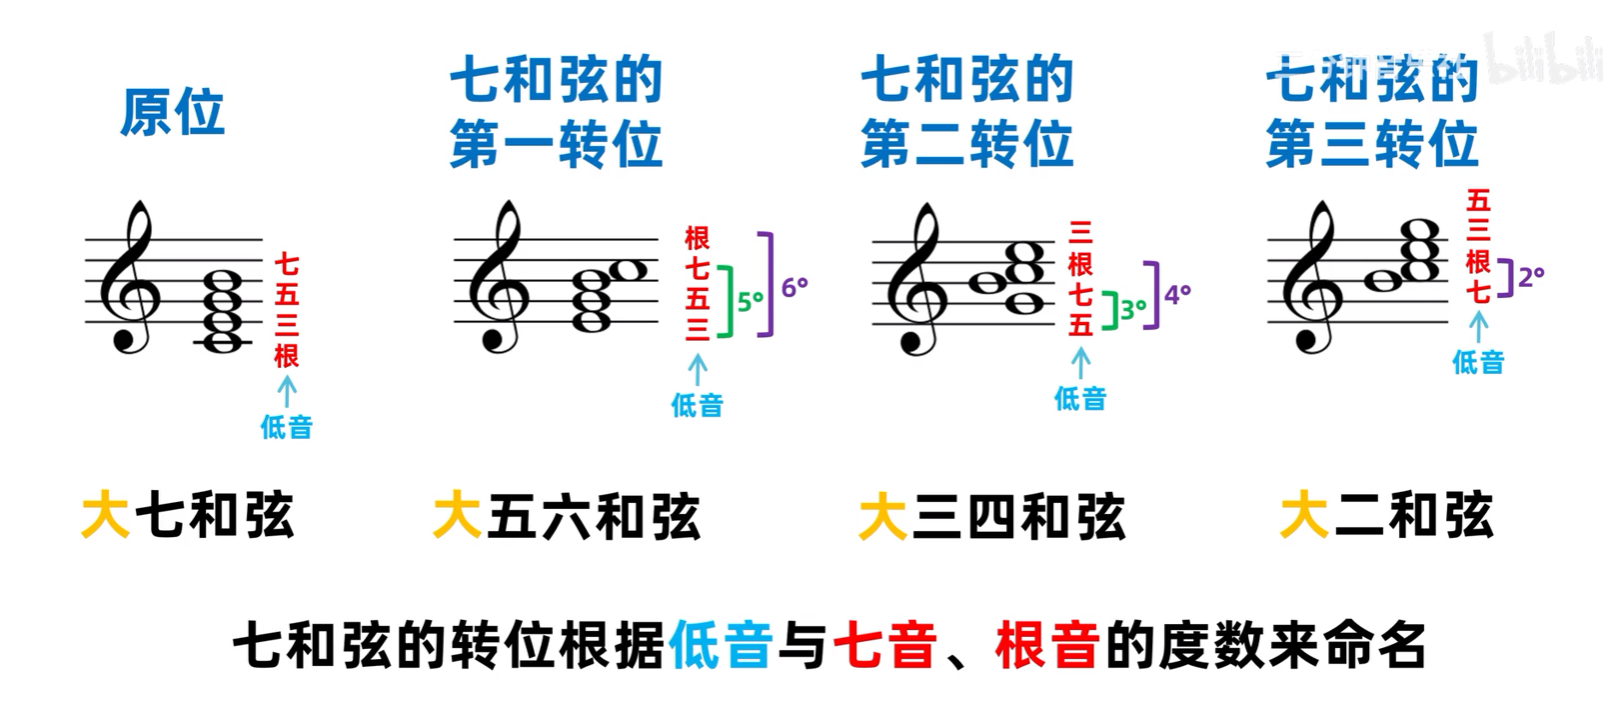 原位
七和弦的
第一转位
七和弦的
第二转位
七和弦的
第三转位
bilibili
七
五
三
根
低音
根
七
五
三
5°
6°
低音
三
根
七
五
3°
4°
低音
五
三
根
七
2°
低音
大七和弦
大五六和弦
大三四和弦
大二和弦
七和弦的转位根据低音与七音、根音的度数来命名